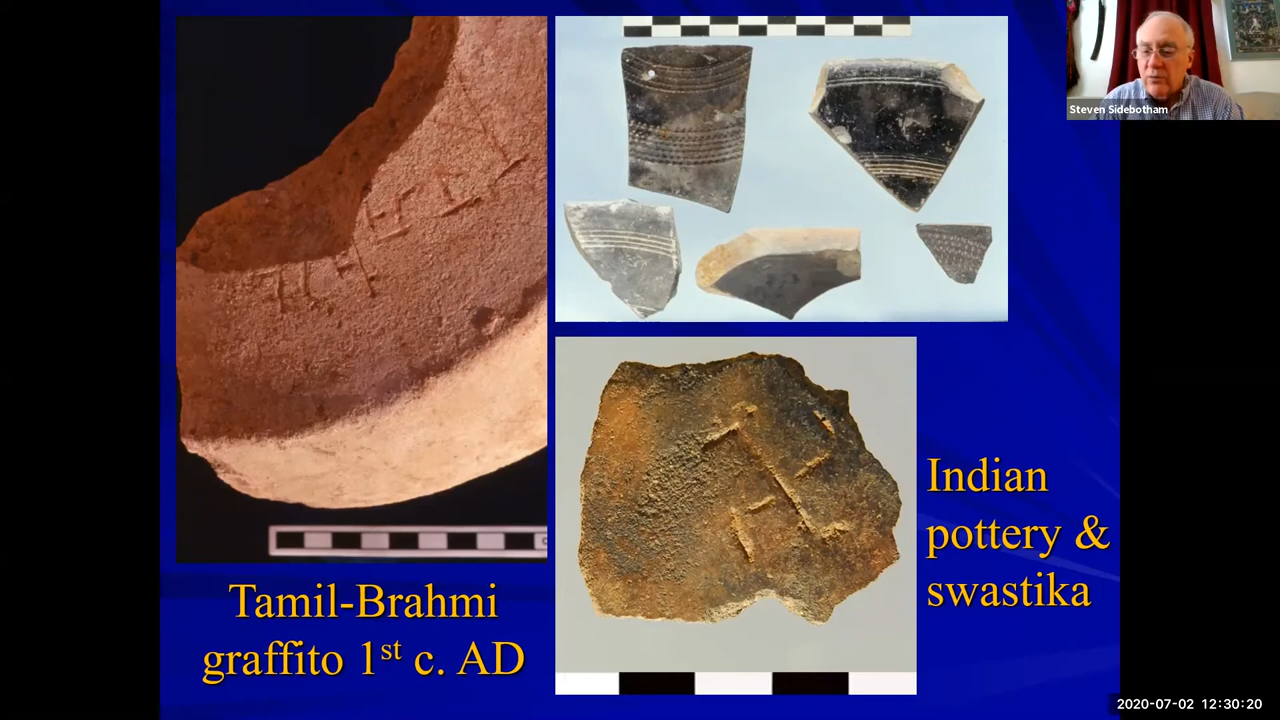 Steven Sidebotham
Tamil-Brahmi
graffito 1st c. AD
Indian
pottery &
swastika
2020-07-02 12:30:20